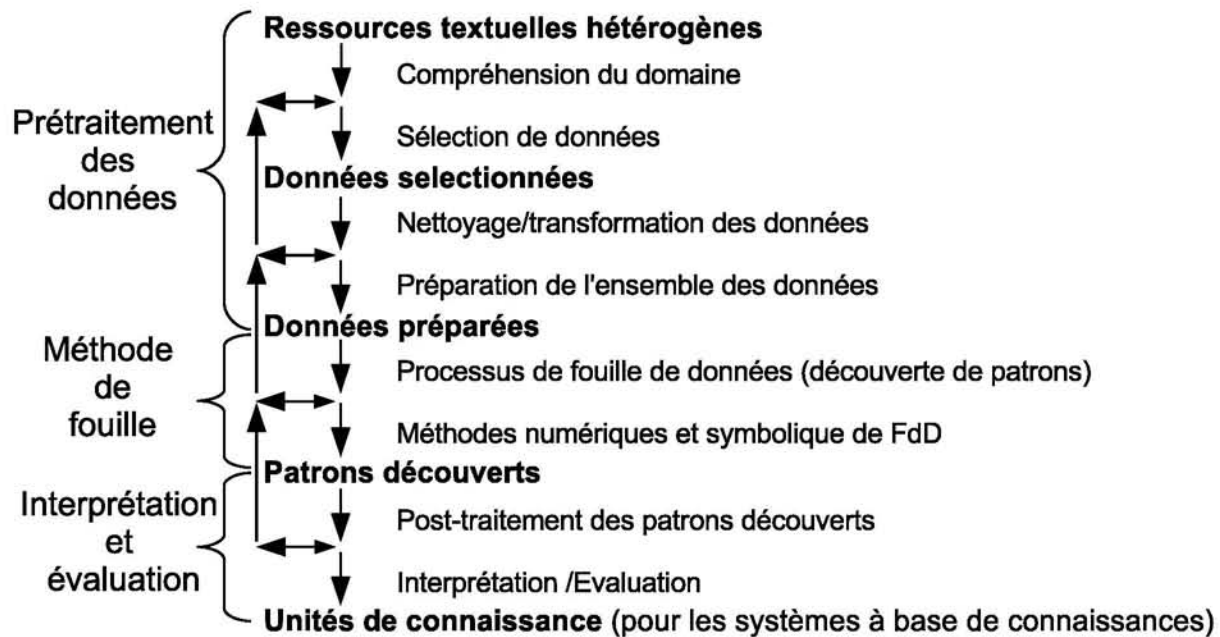 Ressources textuelles hétérogènes
Compréhension du domaine
Prétraitement
des
données
Sélection de données
Données selectionnées
Nettoyage/transformation des données
Préparation de l'ensemble des données
Données préparées
Méthode
de
fouille
Processus de fouille de données (découverte de patrons)
Méthodes numériques et symbolique de FdD
Patrons découverts
Interprétation
et
évaluation
Post-traitement des patrons découverts
Interprétation /Evaluation
Unités de connaissance (pour les systèmes à base de connaissances)